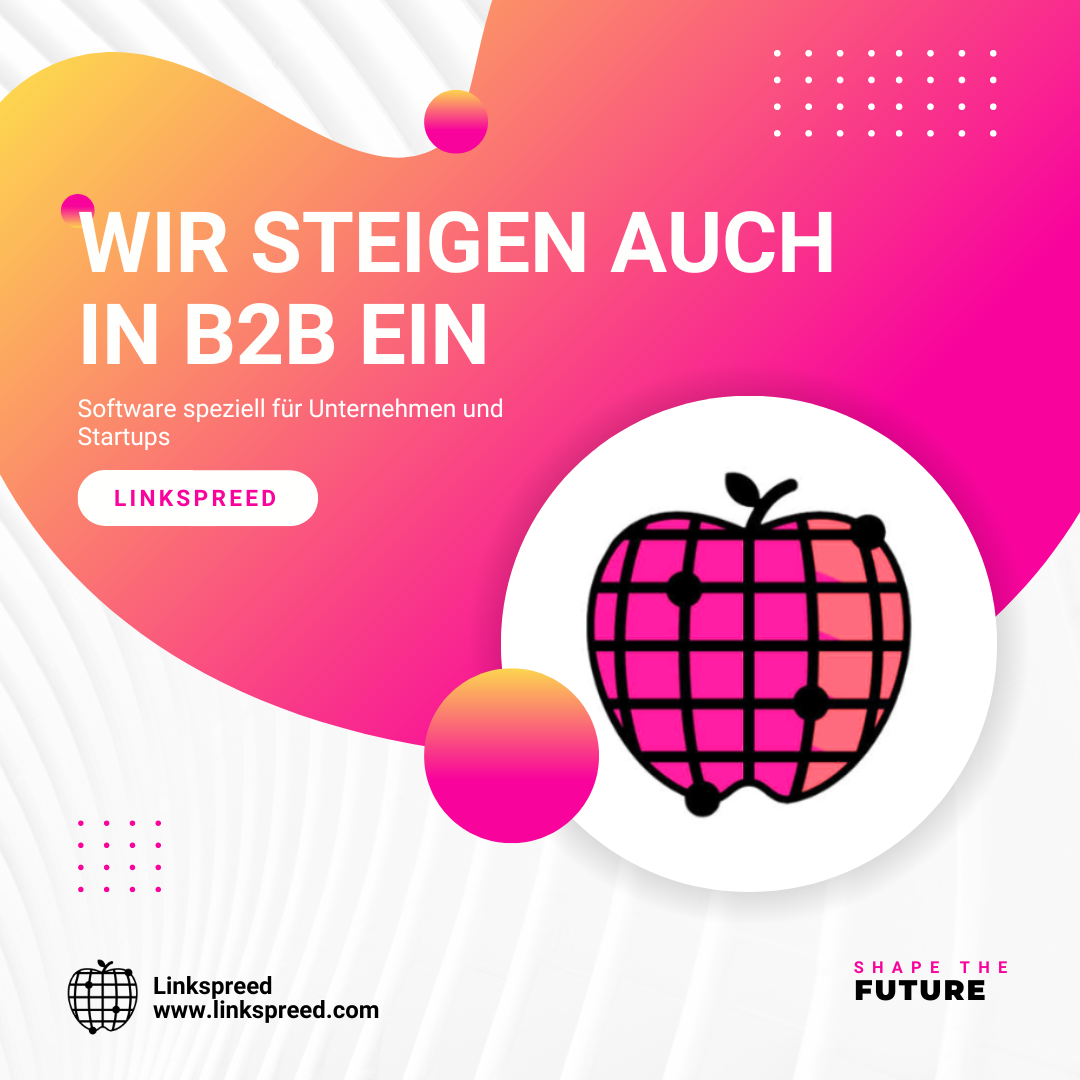 WIR STEIGEN AUCH
IN B2B EIN
Software speziell für Unternehmen und
Startups
LINKSPREED
Linkspreed
www.linkspreed.com
SHAPE THE
FUTURE